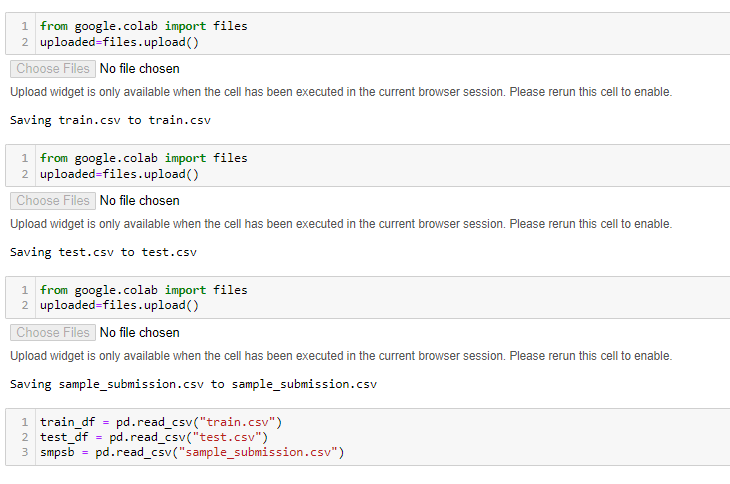 1 from google.colab import files
2 uploaded=files.upload()
Choose Files No file chosen
Upload widget is only available when the cell has been executed in the current browser session. Please rerun this cell to enable.
Saving train.csv to train.csv
1 from google.colab import files
2 uploaded=files.upload()
Choose Files No file chosen
Upload widget is only available when the cell has been executed in the current browser session. Please rerun this cell to enable.
Saving test.csv to test.csv
1 from google.colab import files
2 uploaded=files.upload()
Choose Files No file chosen
Upload widget is only available when the cell has been executed in the current browser session. Please rerun this cell to enable.
Saving sample_submission.csv to sample_submission.csv
1 train_df = pd.read_csv("train.csv")
2 test_df = pd.read_csv("test.csv")
3 smpsb = pd.read_csv("sample_submission.csv")